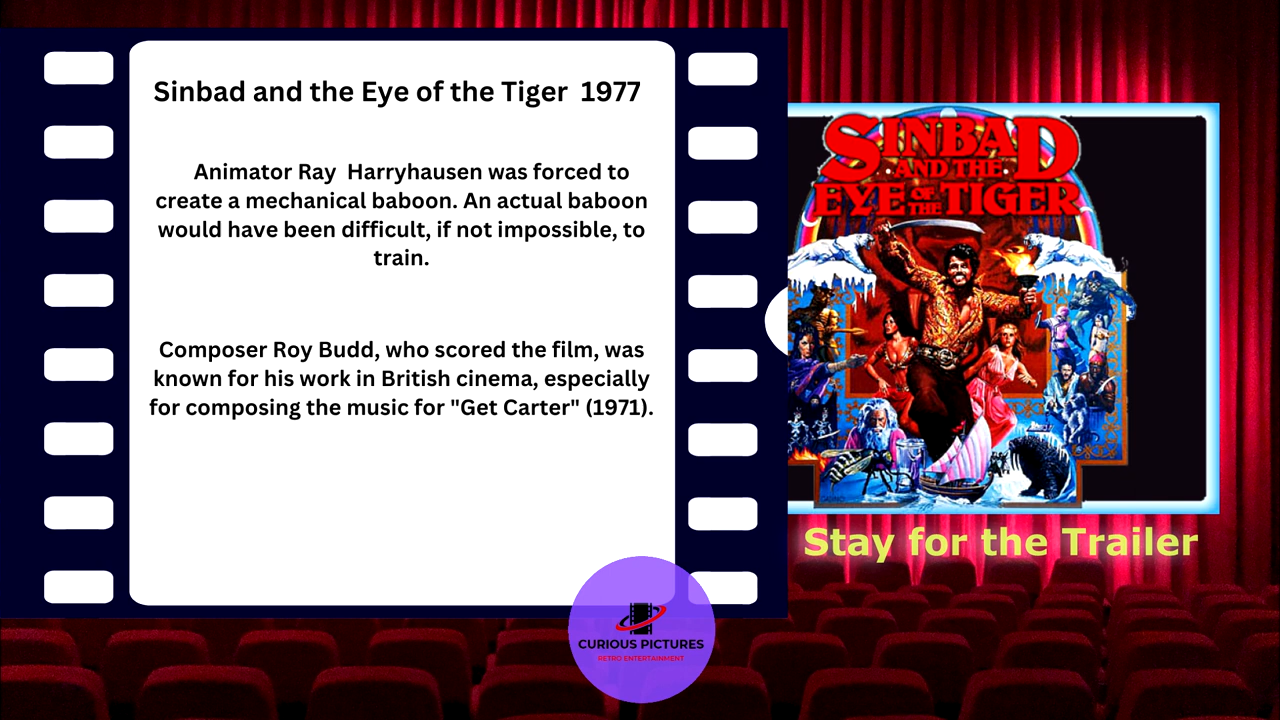 Sinbad and the Eye of the Tiger  1977
Animator Ray  Harryhausen was forced to
create a mechanical baboon. An actual baboon
would have been difficult, if not impossible, to
train.
Composer Roy Budd, who scored the film, was
known for his work in British cinema, especially
for composing the music for "Get Carter" (1971).
SINBAD
AND THE
EYE OF THE TIGER
Stay for the Trailer
CURIOUS PICTURES
RETRO ENTERTAINMENT